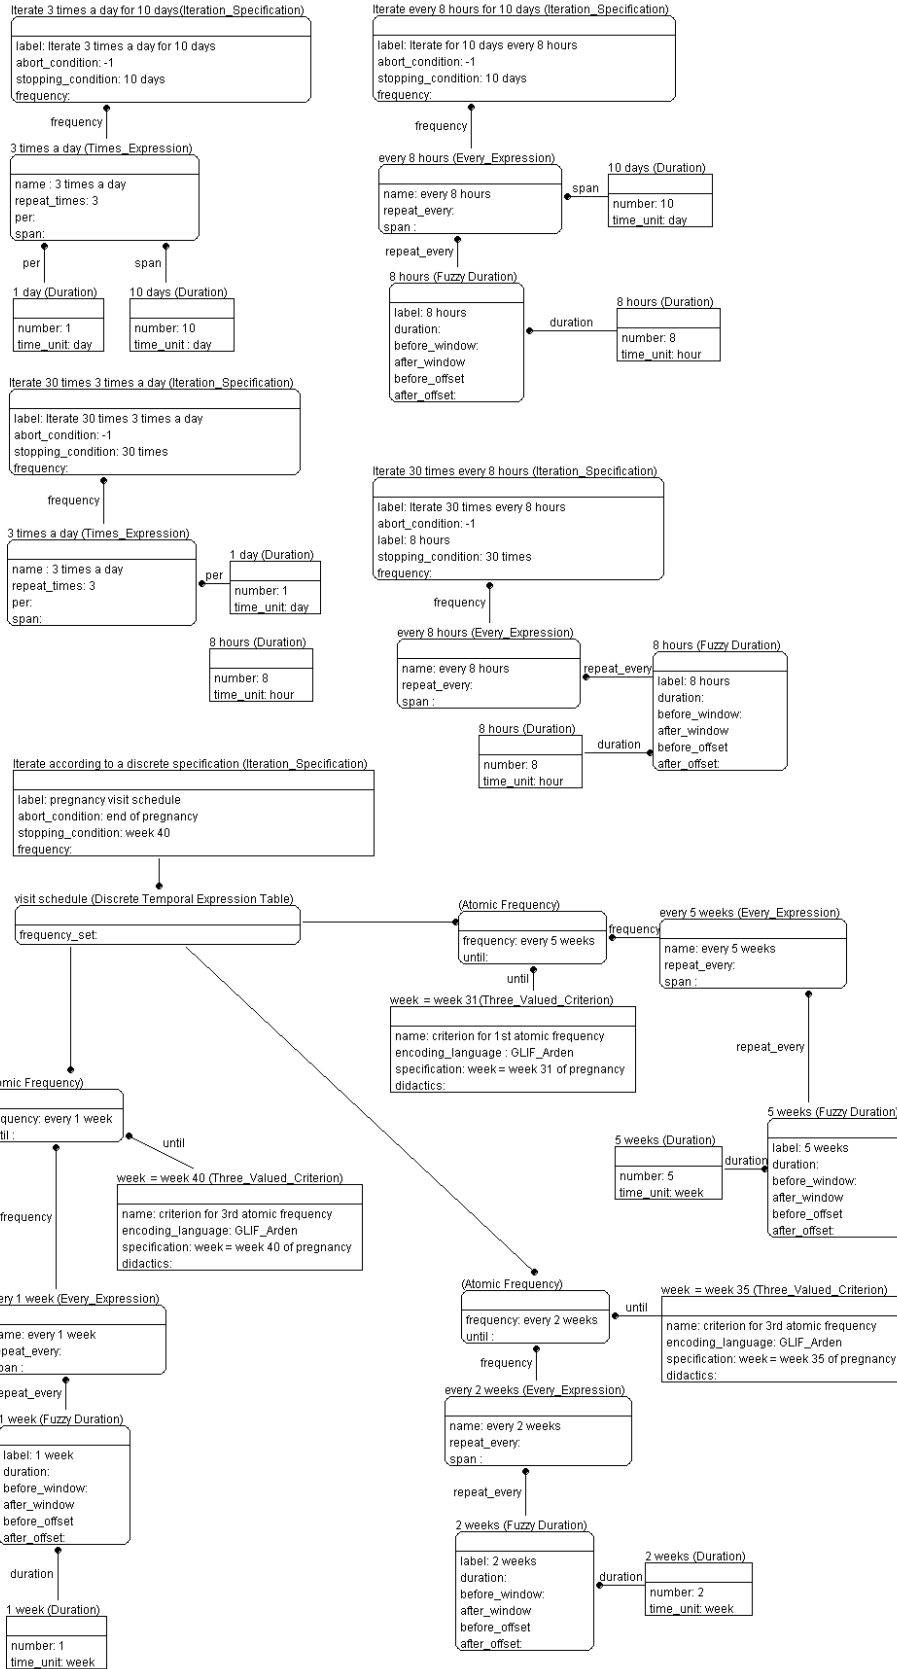 Iterate 3 times a day for 10 days(Iteration_Specification)
label: Iterate 3 times a day for 10 days
abort_condition: -1
stopping_condition: 10 days
frequency:
frequency
3 times a day (Times_Expression)
name : 3 times a day
repeat_times: 3
per:
span:
per
span
1 day (Duration)
number: 1
time_unit: day
10 days (Duration)
number: 10
time_unit : day
Iterate every 8 hours for 10 days (Iteration_Specification)
label: Iterate for 10 days every 8 hours
abort_condition: -1
stopping_condition: 10 days
frequency:
frequency
every 8 hours (Every_Expression)
name: every 8 hours
repeat_every:
span :
span
10 days (Duration)
number: 10
time_unit: day
repeat_every
8 hours (Fuzzy Duration)
label: 8 hours
duration:
before_window:
after_window
before_offset
after_offset:
duration
8 hours (Duration)
number: 8
time_unit: hour
Iterate 30 times 3 times a day (Iteration_Specification)
label: Iterate 30 times 3 times a day
abort_condition: -1
stopping_condition: 30 times
frequency:
frequency
3 times a day (Times_Expression)
name : 3 times a day
repeat_times: 3
per:
span:
per
1 day (Duration)
number: 1
time_unit: day
8 hours (Duration)
number: 8
time_unit: hour
Iterate 30 times every 8 hours (Iteration_Specification)
label: Iterate 30 times every 8 hours
abort_condition: -1
label: 8 hours
stopping_condition: 30 times
frequency:
frequency
every 8 hours (Every_Expression)
name: every 8 hours
repeat_every:
span :
repeat_every
8 hours (Fuzzy Duration)
label: 8 hours
duration:
before_window:
after_window
before_offset
after_offset:
8 hours (Duration)
number: 8
time_unit: hour
duration
Iterate according to a discrete specification (Iteration_Specification)
label: pregnancy visit schedule
abort_condition: end of pregnancy
stopping_condition: week 40
frequency:
visit schedule (Discrete Temporal Expression Table)
frequency_set:
(Atomic Frequency)
frequency: every 5 weeks
until:
frequency
every 5 weeks (Every_Expression)
name: every 5 weeks
repeat_every:
span :
until
week = week 31(Three_Valued_Criterion)
name: criterion for 1st atomic frequency
encoding_language : GLIF_Arden
specification: week = week 31 of pregnancy
didactics:
repeat_every
5 weeks (Fuzzy Duration)
label: 5 weeks
duration:
before_window:
after_window
before_offset
after_offset:
5 weeks (Duration)
number: 5
time_unit: week
duration
omic Frequency)
quency: every 1 week
til :
until
week = week 40 (Three_Valued_Criterion)
name: criterion for 3rd atomic frequency
encoding_language: GLIF_Arden
specification: week = week 40 of pregnancy
didactics:
frequency
ery 1 week (Every_Expression)
ame: every 1 week
epeat_every:
pan :
epeat_every
1 week (Fuzzy Duration)
label: 1 week
duration:
before_window:
after_window
before_offset
after_offset:
duration
1 week (Duration)
number: 1
time_unit: week
(Atomic Frequency)
frequency: every 2 weeks
until :
until
week = week 35 (Three_Valued_Criterion)
name: criterion for 3rd atomic frequency
encoding_language: GLIF_Arden
specification: week = week 35 of pregnancy
didactics:
frequency
every 2 weeks (Every_Expression)
name: every 2 weeks
repeat_every:
span :
repeat_every
2 weeks (Fuzzy Duration)
label: 2 weeks
duration:
before_window:
after_window
before_offset
after_offset:
duration
2 weeks (Duration)
number: 2
time_unit: week